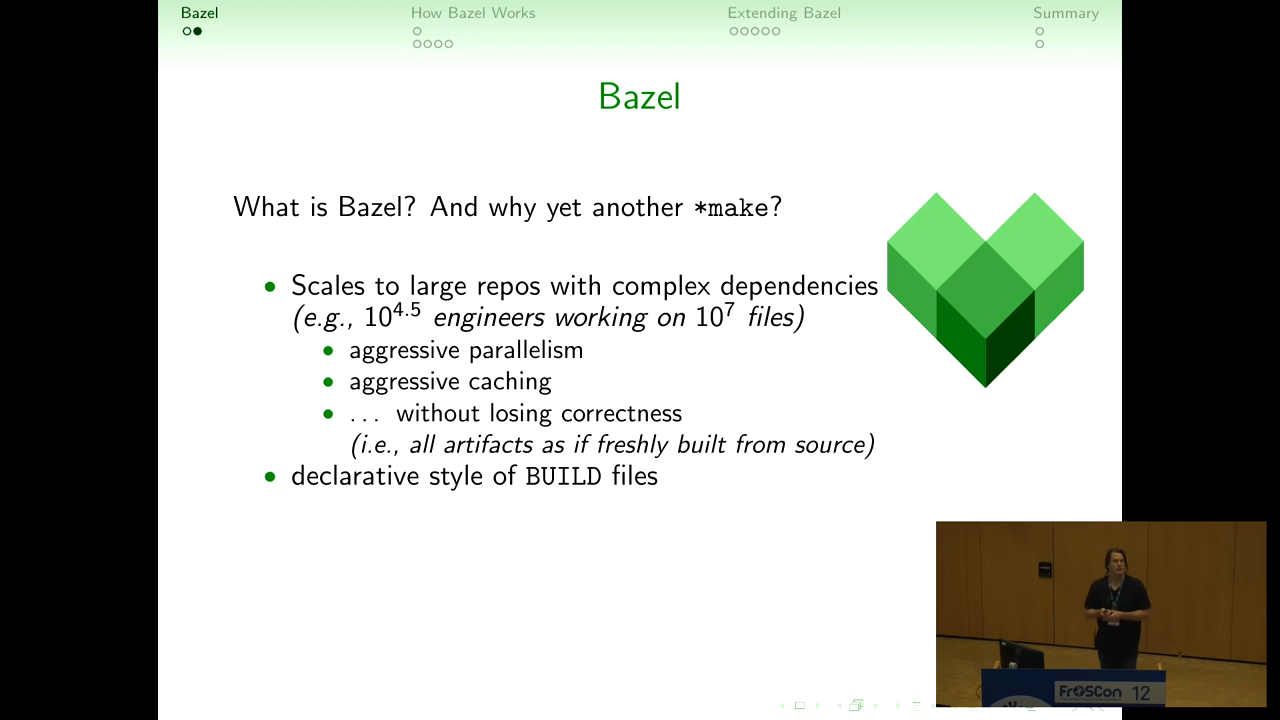 Bazel How Bazel Works Extending Bazel Summary
Bazel
What is Bazel? And why yet another *make?
• Scales to large repos with complex dependencies
(e.g., 10^4.5 engineers working on 10^7 files)
• aggressive parallelism
• aggressive caching
• ... without losing correctness
(i.e., all artifacts as if freshly built from source)
• declarative style of BUILD files
FrOSCon 12